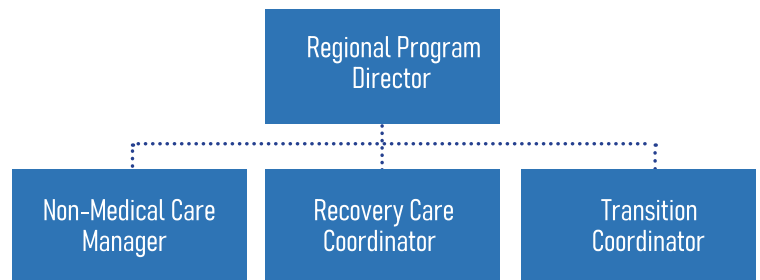 Regional Program
Director
Non-Medical Care
Manager
Recovery Care
Coordinator
Transition
Coordinator